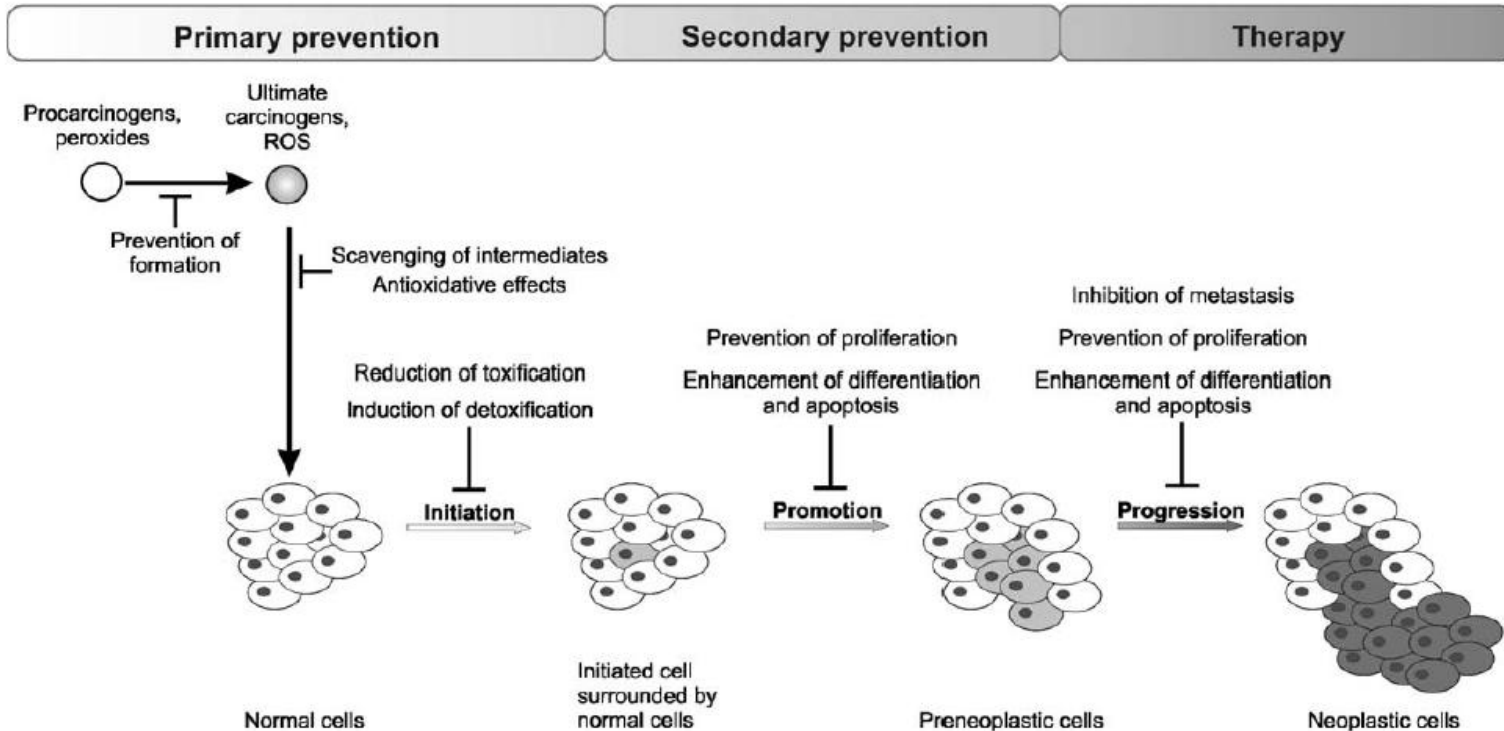 Primary prevention
Secondary prevention
Therapy
Procarcinogens,
peroxides
Ultimate
carcinogens,
ROS
Prevention of
formation
Scavenging of intermediates
Antioxidative effects
Reduction of toxification
Induction of detoxification
Prevention of proliferation
Enhancement of differentiation
and apoptosis
Inhibition of metastasis
Prevention of proliferation
Enhancement of differentiation
and apoptosis
Initiation
Promotion
Progression
Normal cells
Initiated cell
surrounded by
normal cells
Preneoplastic cells
Neoplastic cells